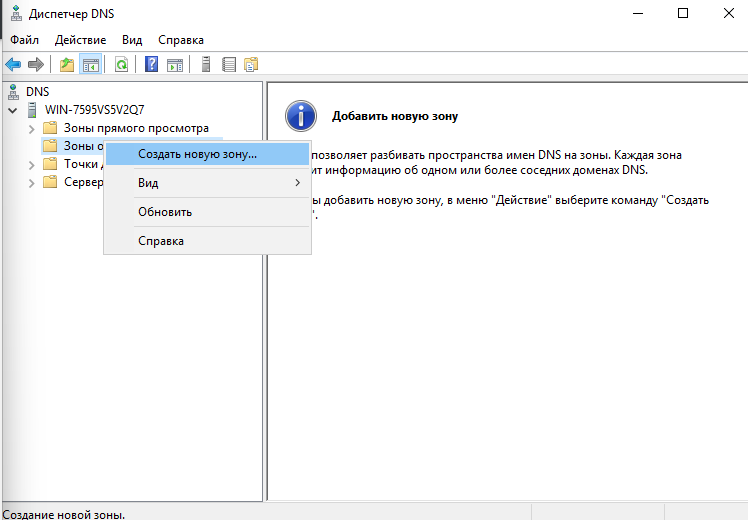 Диспетчер DNS
Файл Действие Вид Справка
DNS
WIN-7595VS5V2Q7
Зоны прямого просмотра
Зоны о
Точки
Сервер
Создать новую зону...
Вид
Обновить
Справка
Добавить новую зону
позволяет разбивать пространства имен DNS на зоны. Каждая зона
ит информацию об одном или более соседних доменах DNS.
ы добавить новую зону, в меню "Действие" выберите команду "Создать
".
Создание новой зоны.